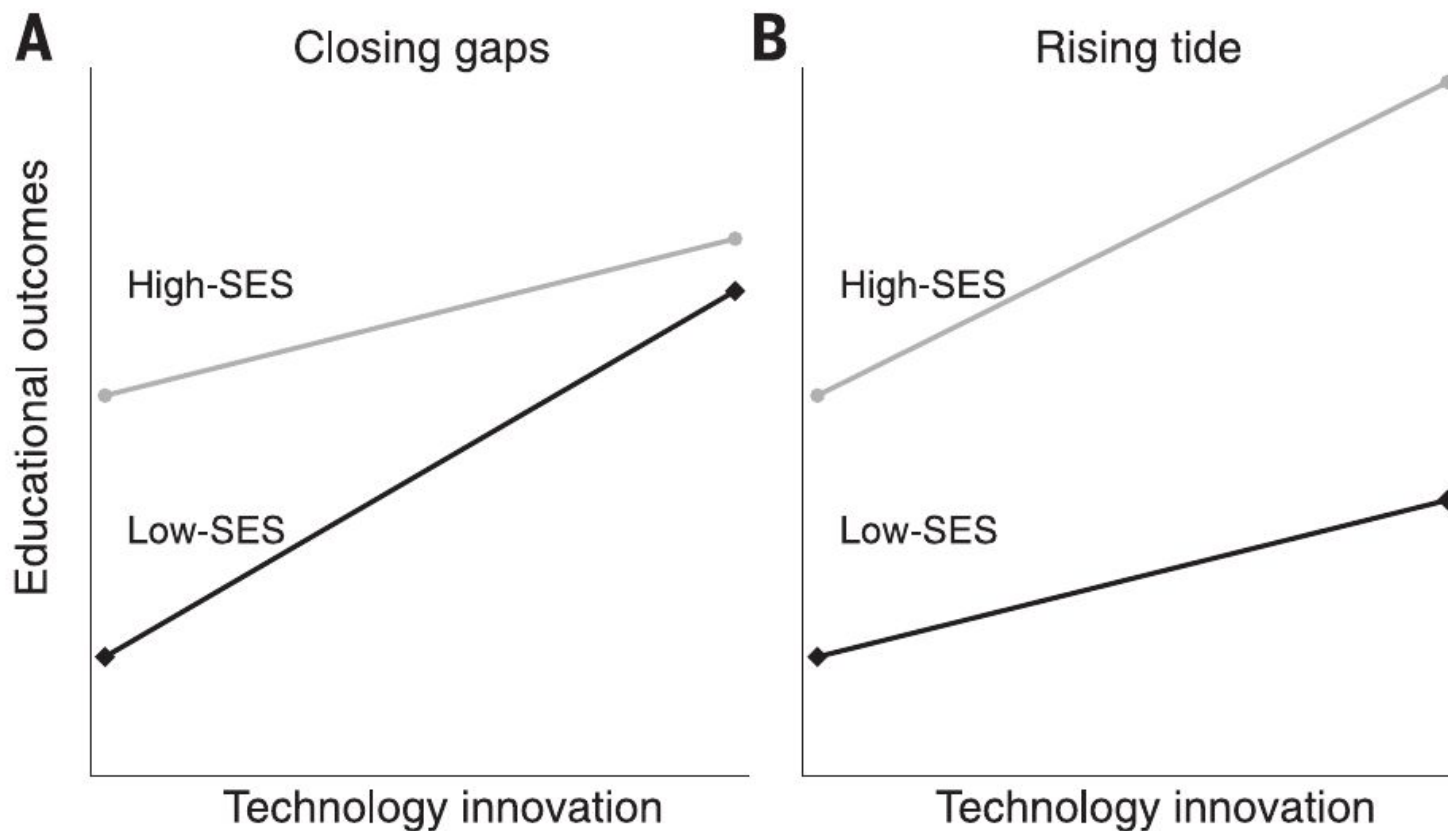 A
Closing gaps
Educational outcomes
High-SES
Low-SES
Technology innovation
B
Rising tide
High-SES
Low-SES
Technology innovation